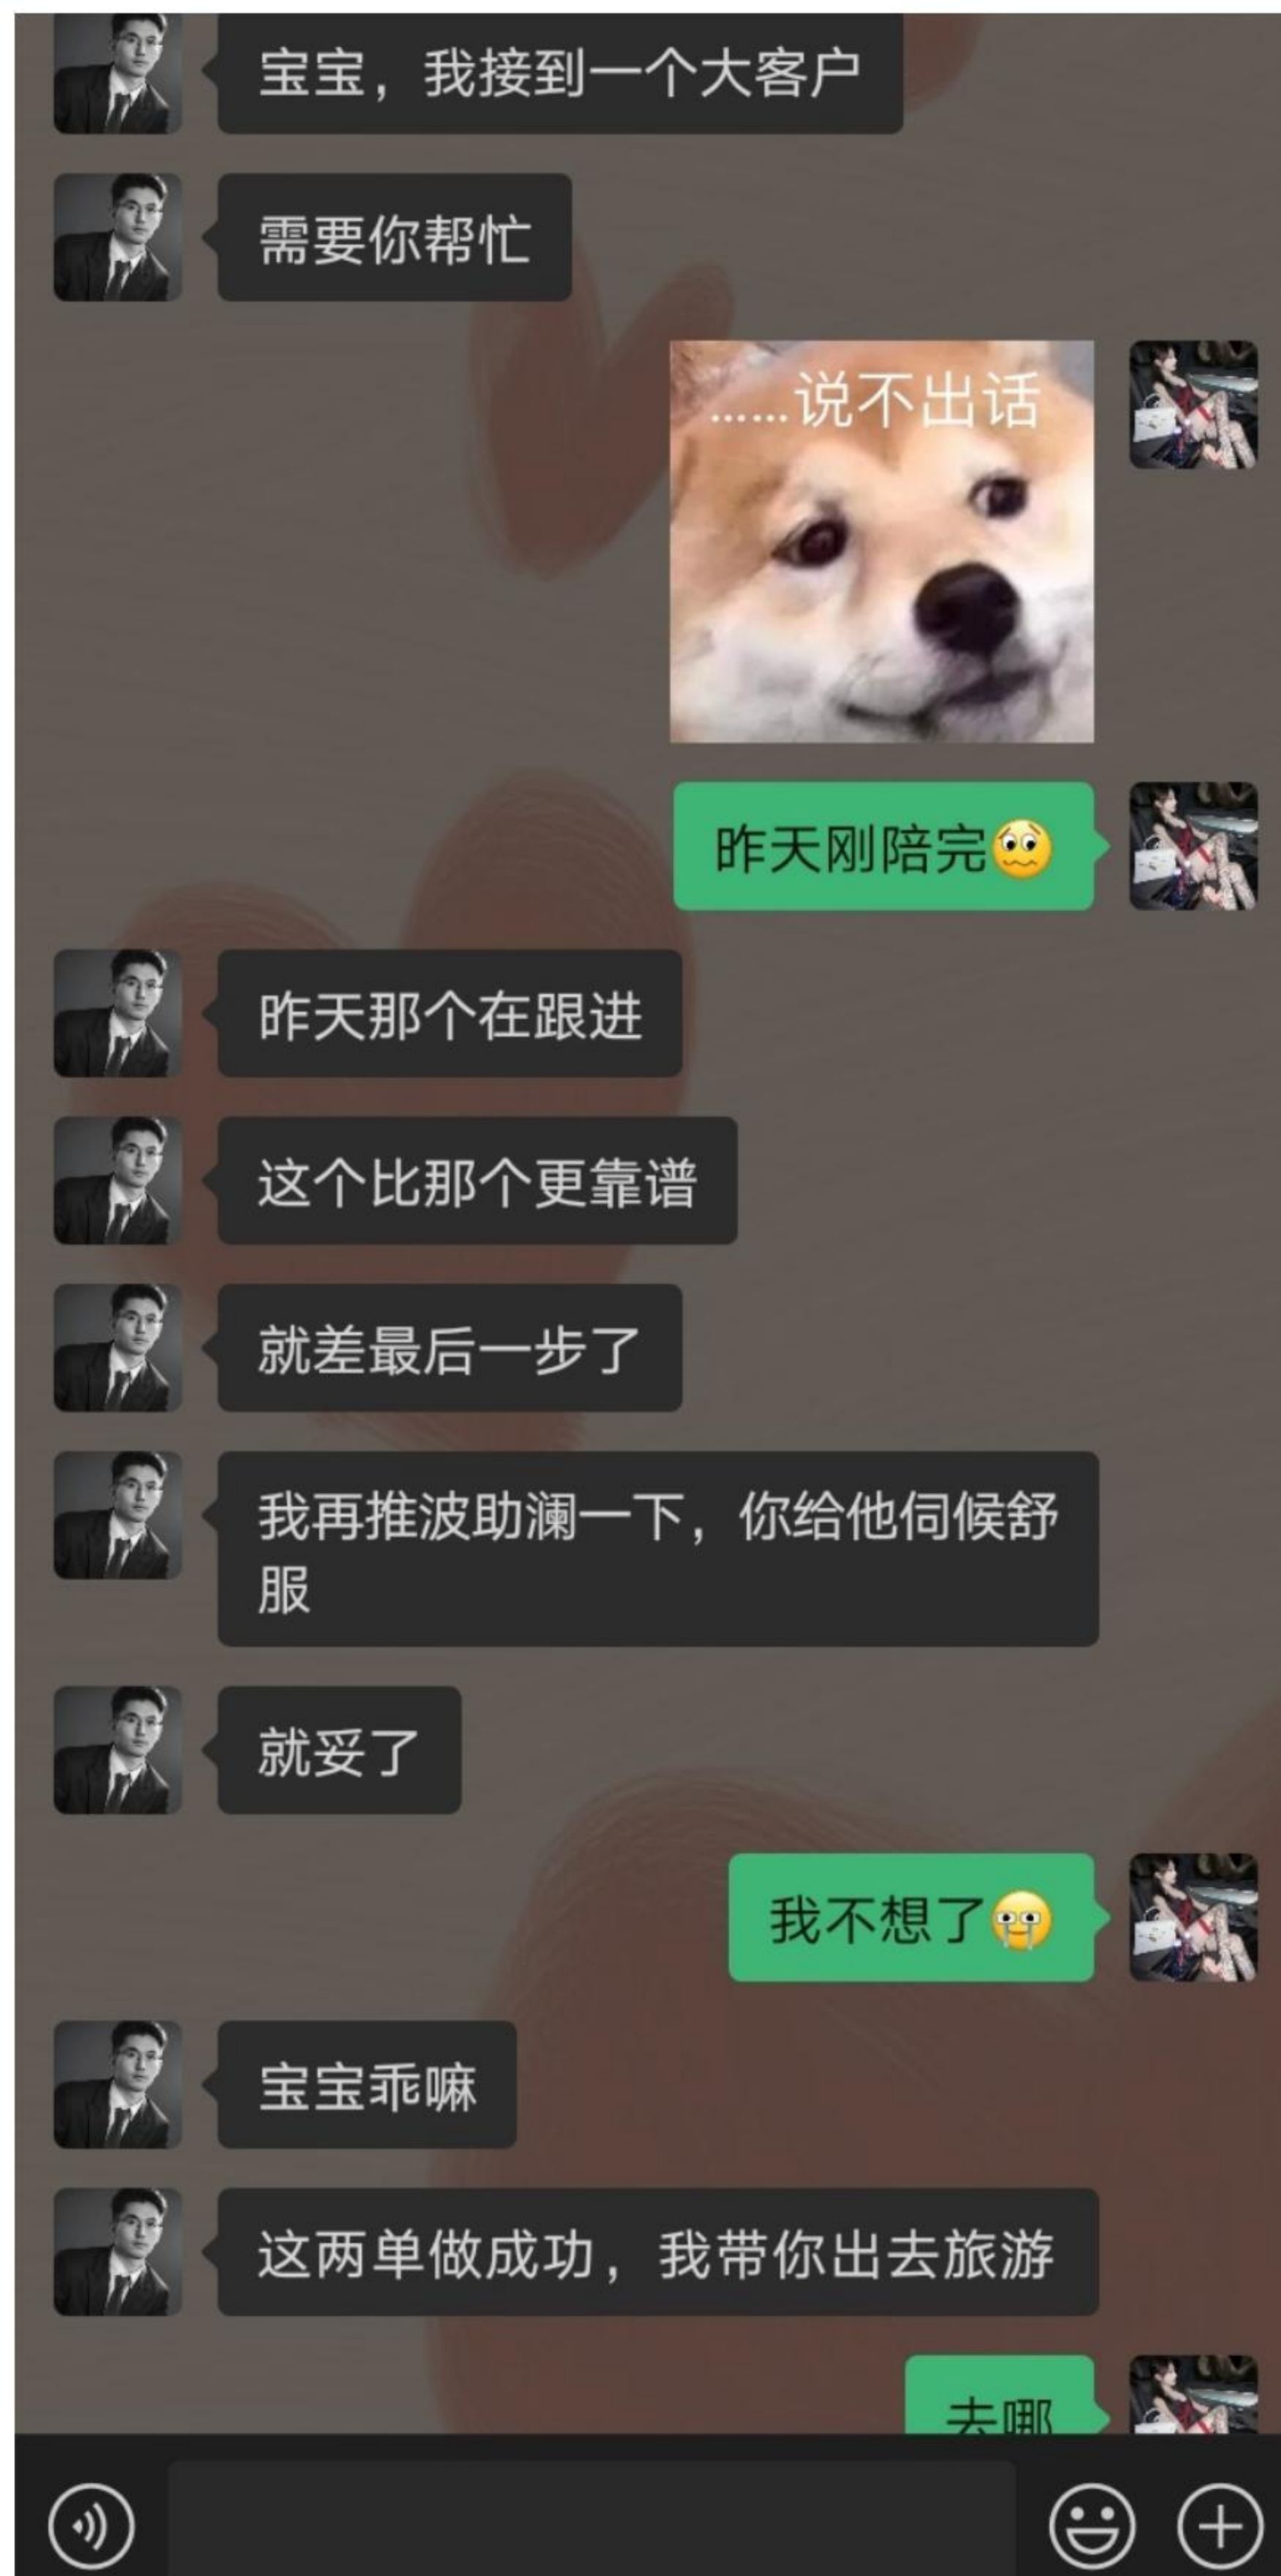 宝宝，我接到一个大客户
需要你帮忙
……说不出话
昨天刚陪完🥴
昨天那个在跟进
这个比那个更靠谱
就差最后一步了
我再推波助澜一下，你给他伺候舒
服
就妥了
我不想了😭
宝宝乖嘛
这两单做成功，我带你出去旅游
去哪